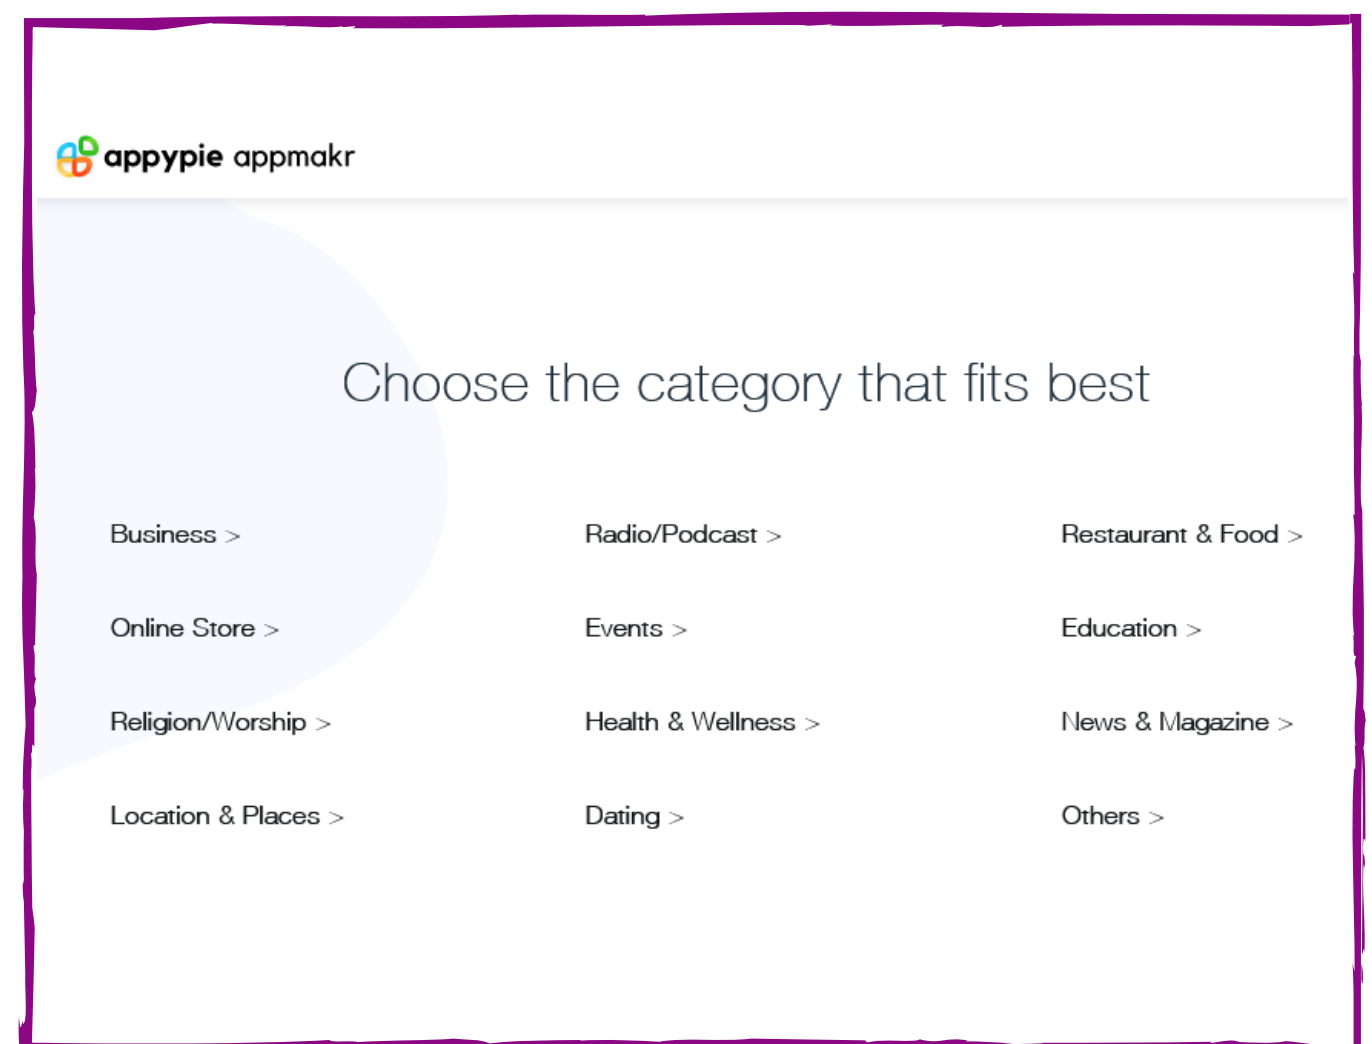 appypie appmakr
Choose the category that fits best
Business > Radio/Podcast > Restaurant & Food >
Online Store > Events > Education >
Religion/Worship > Health & Wellness > News & Magazine >
Location & Places > Dating > Others >